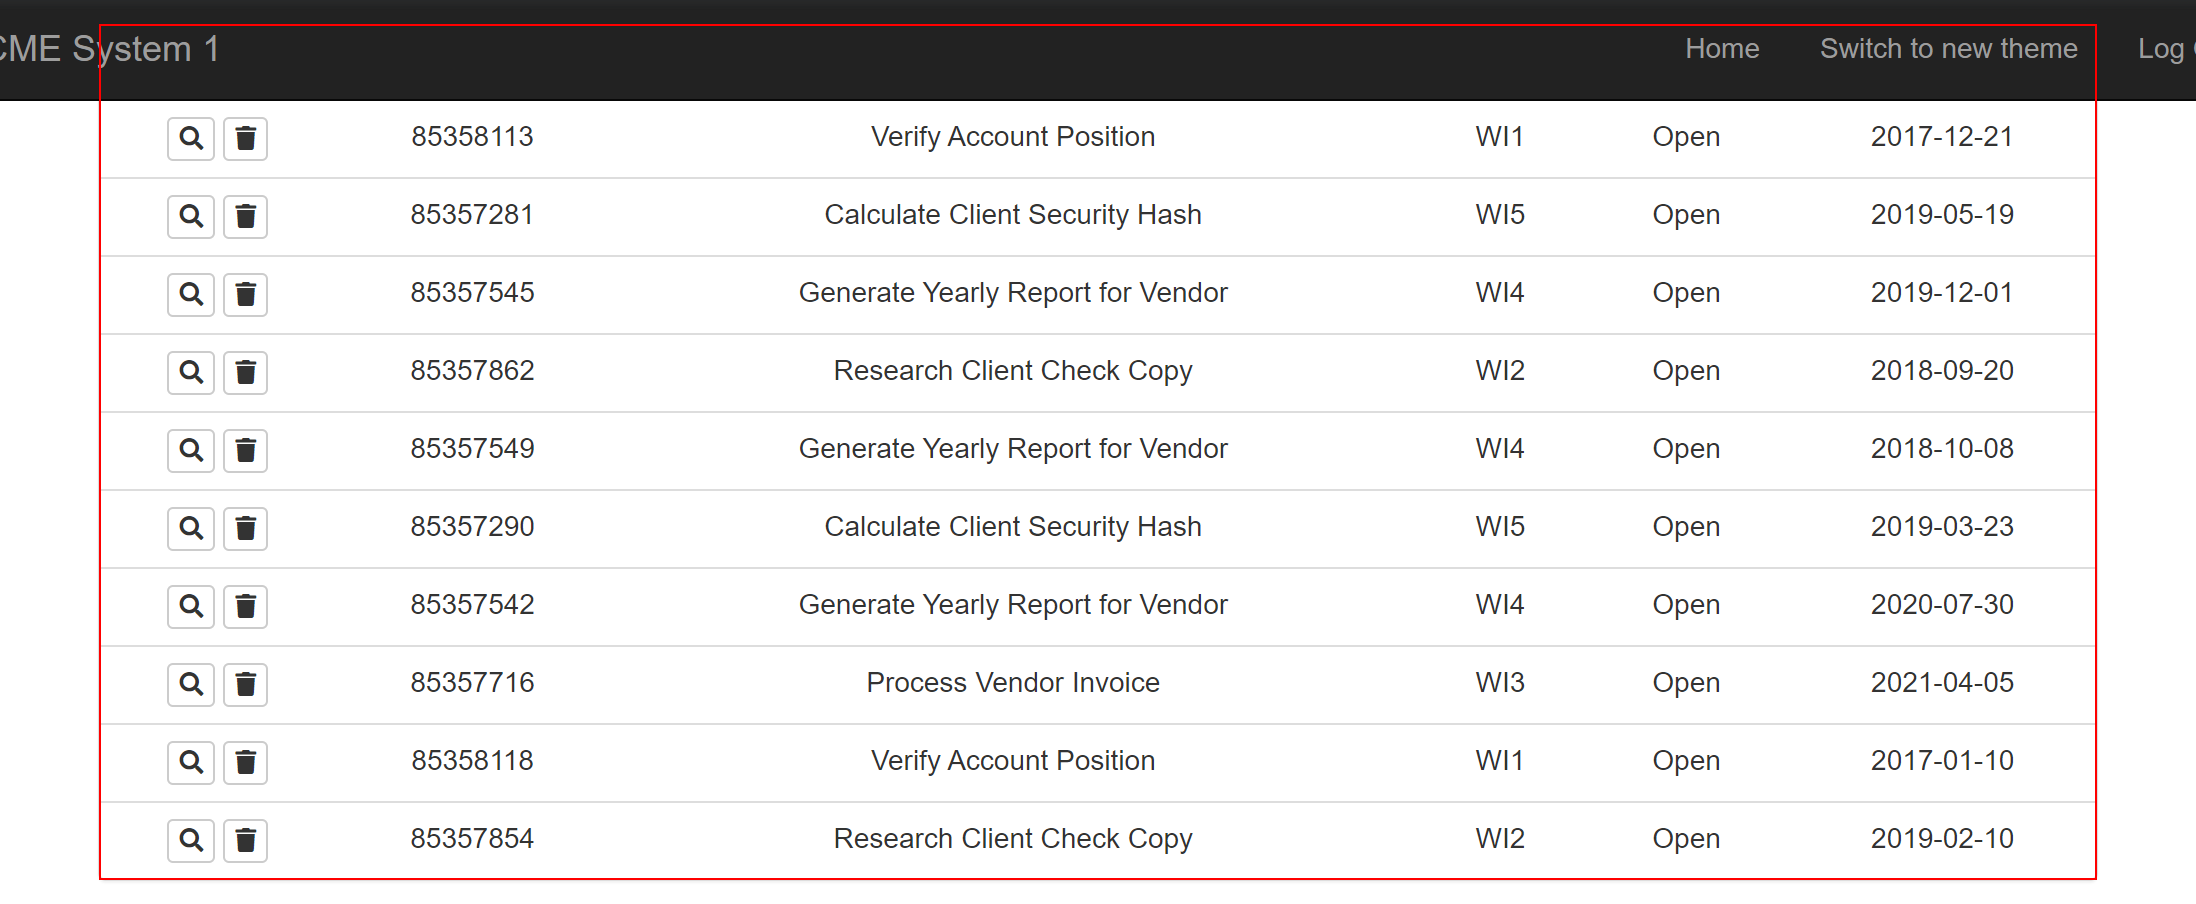 CME System 1 Home Switch to new theme Log
85358113 Verify Account Position WI1 Open 2017-12-21
85357281 Calculate Client Security Hash WI5 Open 2019-05-19
85357545 Generate Yearly Report for Vendor WI4 Open 2019-12-01
85357862 Research Client Check Copy WI2 Open 2018-09-20
85357549 Generate Yearly Report for Vendor WI4 Open 2018-10-08
85357290 Calculate Client Security Hash WI5 Open 2019-03-23
85357542 Generate Yearly Report for Vendor WI4 Open 2020-07-30
85357716 Process Vendor Invoice WI3 Open 2021-04-05
85358118 Verify Account Position WI1 Open 2017-01-10
85357854 Research Client Check Copy WI2 Open 2019-02-10